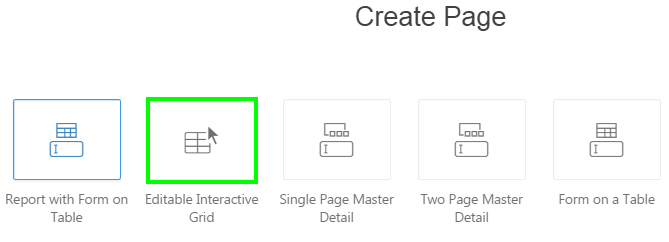 Create Page
Report with Form on
Table
Editable Interactive
Grid
Single Page Master
Detail
Two Page Master
Detail
Form on a Table